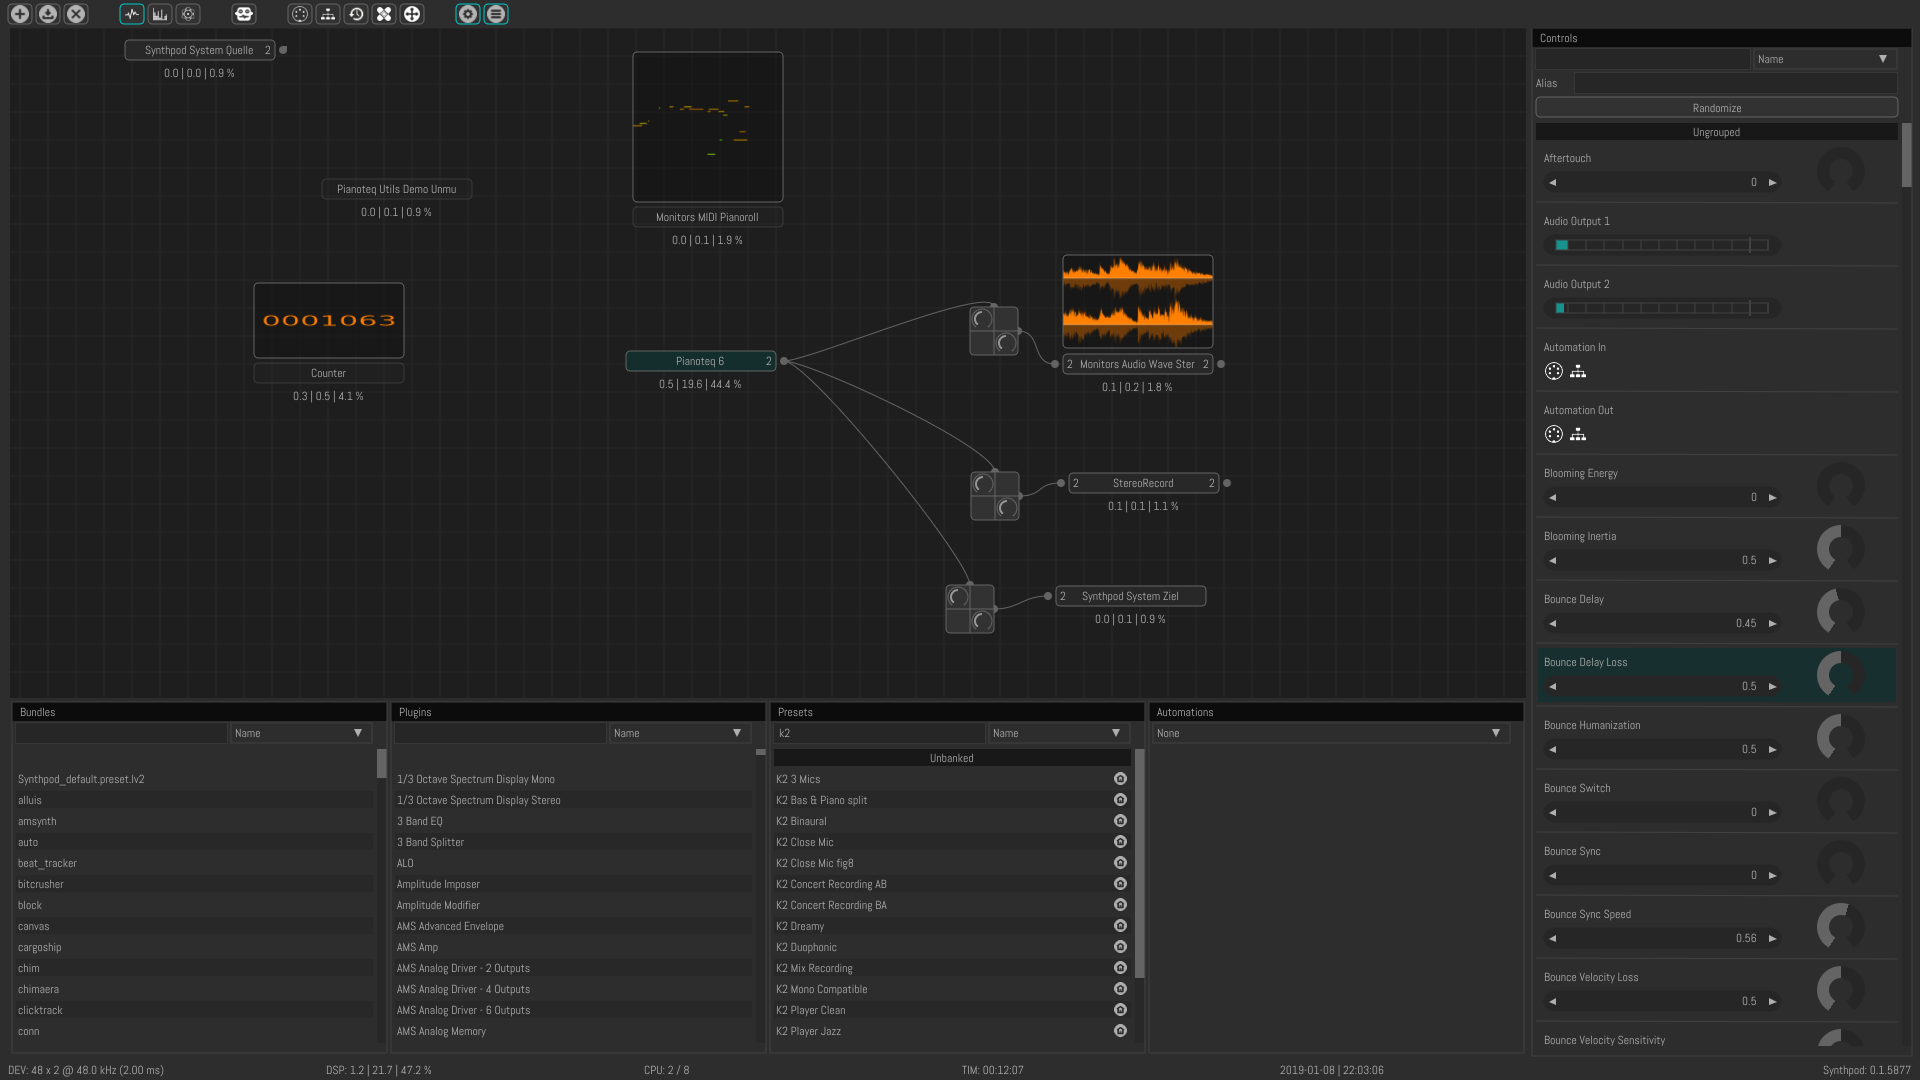 Synthpod System Quelle 2
0.0 | 0.0 | 0.9 %
Pianoteq Utils Demo Unmu
0.0 | 0.1 | 0.9 %
Monitors MIDI Pianoroll
0.0 | 0.1 | 1.9 %
0001063
Counter
0.3 | 0.5 | 4.1 %
Pianoteq 6 2
0.5 | 19.6 | 44.4 %
2 Monitors Audio Wave Ster 2
0.1 | 0.2 | 1.8 %
2 StereoRecord 2
0.1 | 0.1 | 1.1 %
2 Synthpod System Ziel
0.0 | 0.1 | 0.9 %
Controls
Name
Alias
Randomize
Ungrouped
Aftertouch
0
Audio Output 1
Audio Output 2
Automation In
Automation Out
Blooming Energy
0
Blooming Inertia
0.5
Bounce Delay
0.45
Bounce Delay Loss
0.5
Bounce Humanization
0.5
Bounce Switch
0
Bounce Sync
0
Bounce Sync Speed
0.56
Bounce Velocity Loss
0.5
Bounce Velocity Sensitivity
Bundles
Name
Synthpod_default.preset.lv2
alluis
amsynth
auto
beat_tracker
bitcrusher
block
canvas
cargoship
chim
chimaera
clicktrack
conn
Plugins
Name
1/3 Octave Spectrum Display Mono
1/3 Octave Spectrum Display Stereo
3 Band EQ
3 Band Splitter
ALO
Amplitude Imposer
Amplitude Modifier
AMS Advanced Envelope
AMS Amp
AMS Analog Driver - 2 Outputs
AMS Analog Driver - 4 Outputs
AMS Analog Driver - 6 Outputs
AMS Analog Memory
Presets
k2 Name
Unbanked
K2 3 Mics
K2 Bas & Piano split
K2 Binaural
K2 Close Mic
K2 Close Mic fig8
K2 Concert Recording AB
K2 Concert Recording BA
K2 Dreamy
K2 Duophonic
K2 Mix Recording
K2 Mono Compatible
K2 Player Clean
K2 Player Jazz
Automations
None
DEV: 48 x 2 @ 48.0 kHz (2.00 ms) DSP: 1.2 | 21.7 | 47.2 % CPU: 2 / 8 TIM: 00:12:07 2019-01-08 | 22:03:06 Synthpod: 0.1.5877